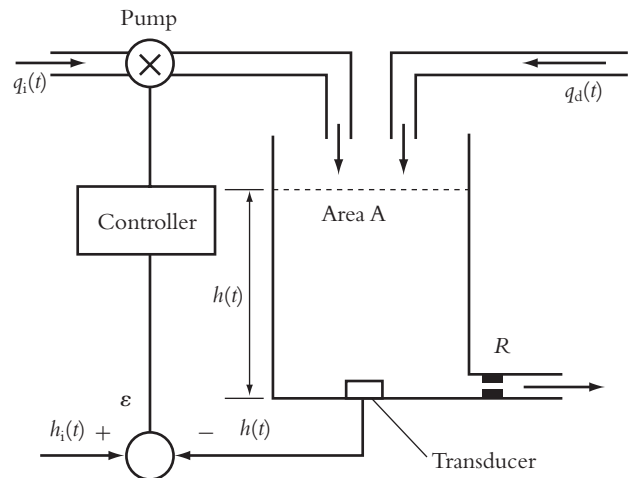 Pump
qi(t)
qd(t)
Area A
Controller
h(t)
R
ε
hi(t) +
− h(t)
Transducer